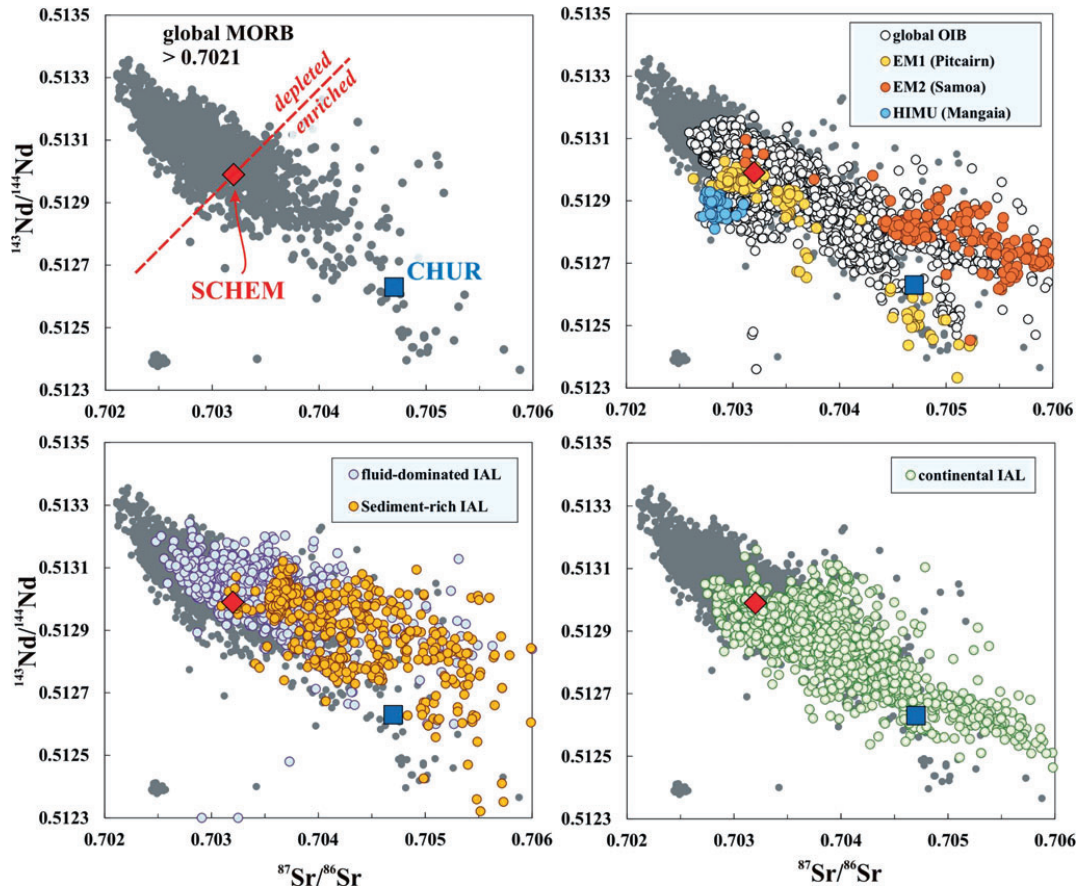 0.5135
global MORB
> 0.7021
depleted
enriched
0.5133
0.5131
0.5129
0.5127
0.5125
0.5123
¹⁴³Nd/¹⁴⁴Nd
SCHEM
CHUR
0.702 0.703 0.704 0.705 0.706
0.5135
global OIB
EM1 (Pitcairn)
EM2 (Samoa)
HIMU (Mangaia)
0.5133
0.5131
0.5129
0.5127
0.5125
0.5123
0.702 0.703 0.704 0.705 0.706
0.5135
fluid-dominated IAL
Sediment-rich IAL
0.5133
0.5131
0.5129
0.5127
0.5125
0.5123
¹⁴³Nd/¹⁴⁴Nd
0.702 0.703 0.704 0.705 0.706
⁸⁷Sr/⁸⁶Sr
0.5135
continental IAL
0.5133
0.5131
0.5129
0.5127
0.5125
0.5123
0.702 0.703 0.704 0.705 0.706
⁸⁷Sr/⁸⁶Sr